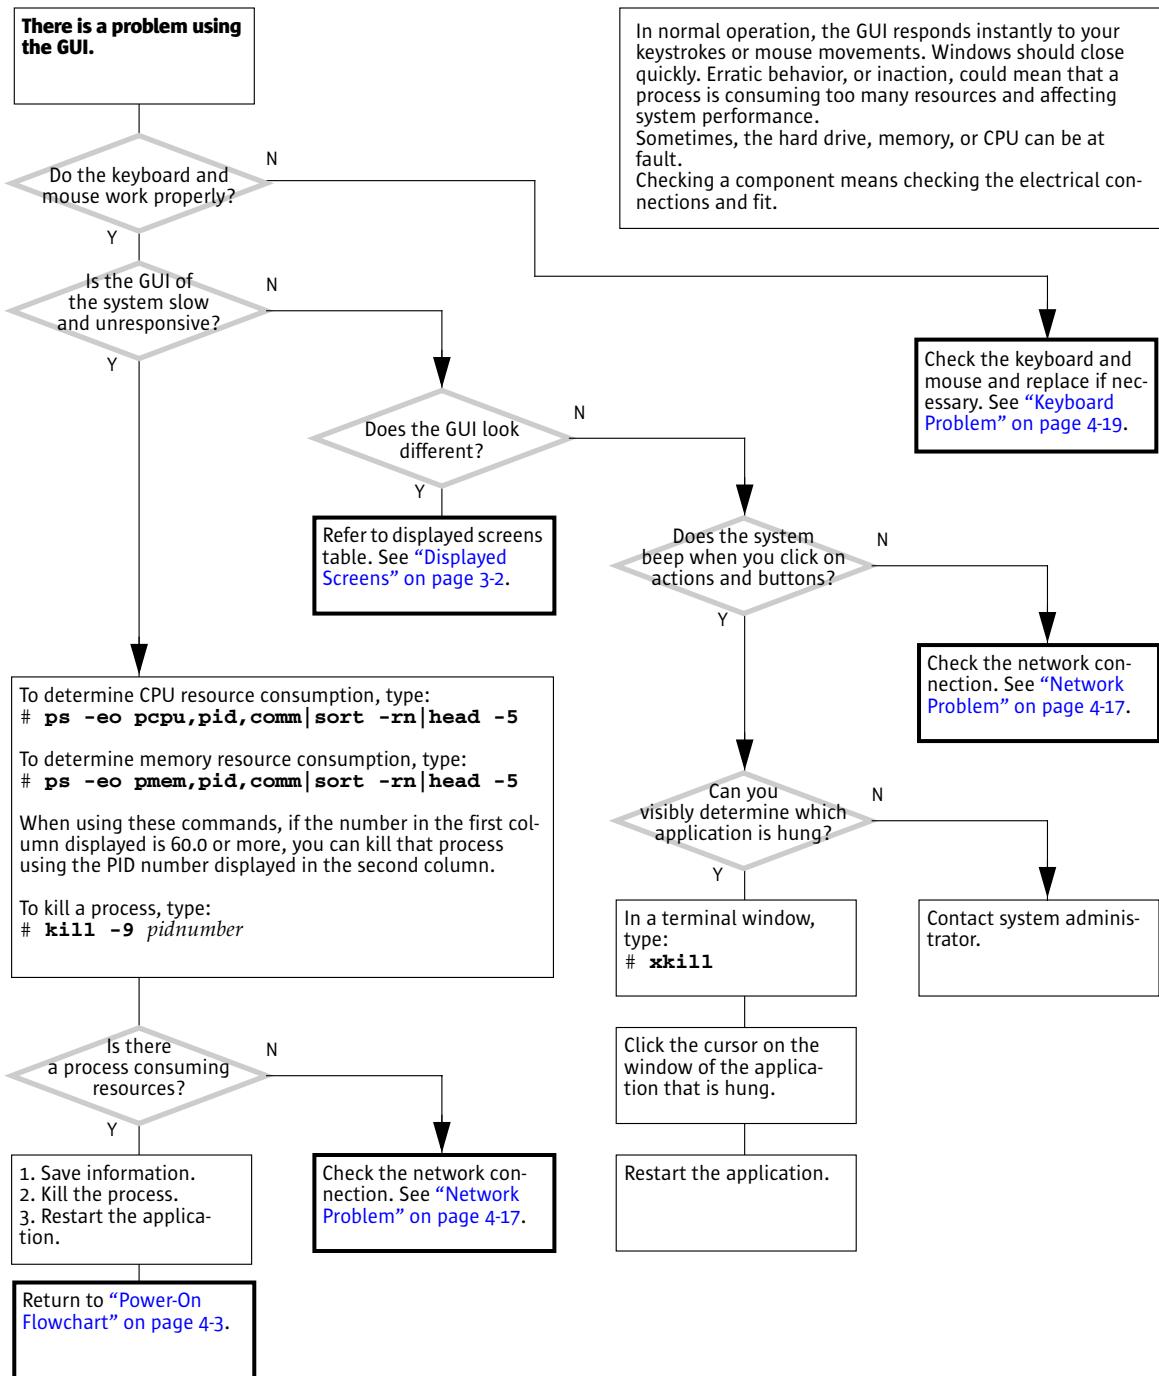 There is a problem using
the GUI.
In normal operation, the GUI responds instantly to your
keystrokes or mouse movements. Windows should close
quickly. Erratic behavior, or inaction, could mean that a
process is consuming too many resources and affecting
system performance.
Sometimes, the hard drive, memory, or CPU can be at
fault.
Checking a component means checking the electrical con-
nections and fit.
Do the keyboard and
mouse work properly?
N
Y
Is the GUI of
the system slow
and unresponsive?
N
Y
Check the keyboard and
mouse and replace if nec-
essary. See “Keyboard
Problem” on page 4-19.
Does the GUI look
different?
N
Y
Refer to displayed screens
table. See “Displayed
Screens” on page 3-2.
Does the system
beep when you click on
actions and buttons?
N
Y
Check the network con-
nection. See “Network
Problem” on page 4-17.
To determine CPU resource consumption, type:
# ps -eo pcpu,pid,comm|sort -rn|head -5
To determine memory resource consumption, type:
# ps -eo pmem,pid,comm|sort -rn|head -5
When using these commands, if the number in the first col-
umn displayed is 60.0 or more, you can kill that process
using the PID number displayed in the second column.
To kill a process, type:
# kill -9 pidnumber
Can you
visibly determine which
application is hung?
N
Y
In a terminal window,
type:
# xkill
Contact system adminis-
trator.
Click the cursor on the
window of the applica-
tion that is hung.
Restart the application.
Is there
a process consuming
resources?
N
Y
1. Save information.
2. Kill the process.
3. Restart the applica-
tion.
Check the network con-
nection. See “Network
Problem” on page 4-17.
Return to “Power-On
Flowchart” on page 4-3.